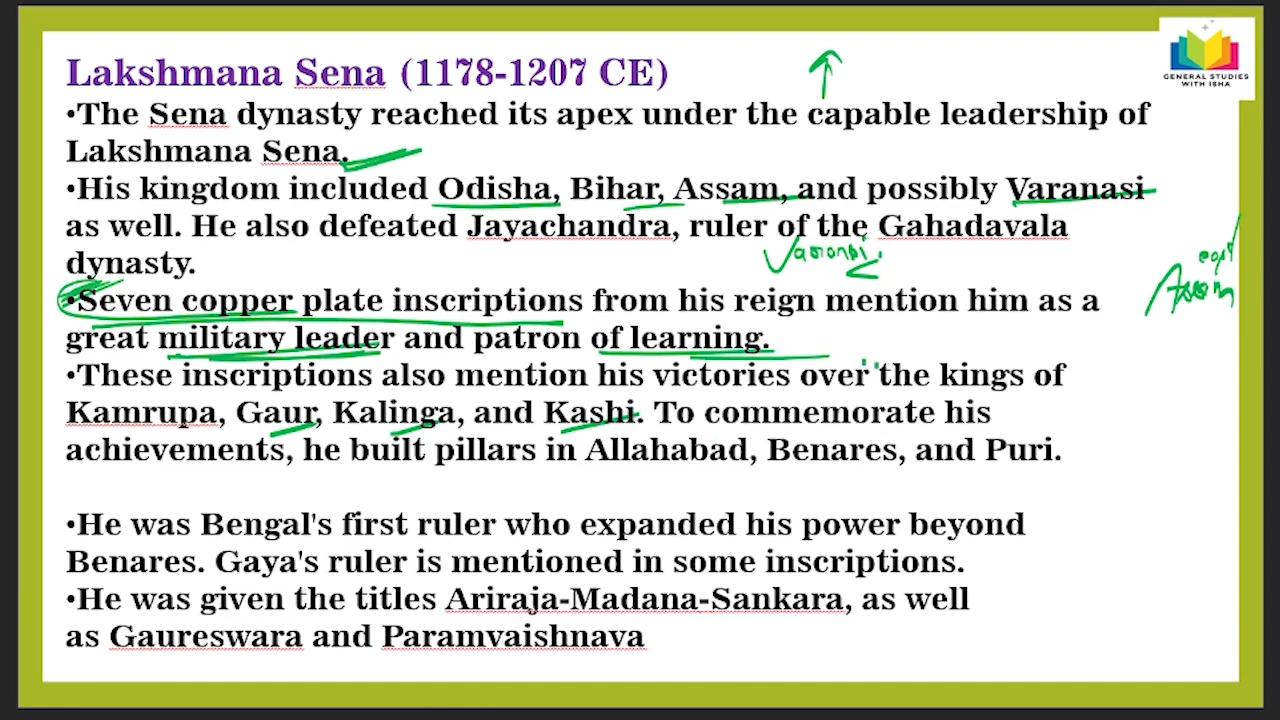 Lakshmana Sena (1178-1207 CE)
GENERAL STUDIES
WITH ISHA
•The Sena dynasty reached its apex under the capable leadership of
Lakshmana Sena.
•His kingdom included Odisha, Bihar, Assam, and possibly Varanasi
as well. He also defeated Jayachandra, ruler of the Gahadavala
dynasty.
•Seven copper plate inscriptions from his reign mention him as a
great military leader and patron of learning.
•These inscriptions also mention his victories over the kings of
Kamrupa, Gaur, Kalinga, and Kashi. To commemorate his
achievements, he built pillars in Allahabad, Benares, and Puri.
•He was Bengal's first ruler who expanded his power beyond
Benares. Gaya's ruler is mentioned in some inscriptions.
•He was given the titles Ariraja-Madana-Sankara, as well
as Gaureswara and Paramvaishnava
Assam